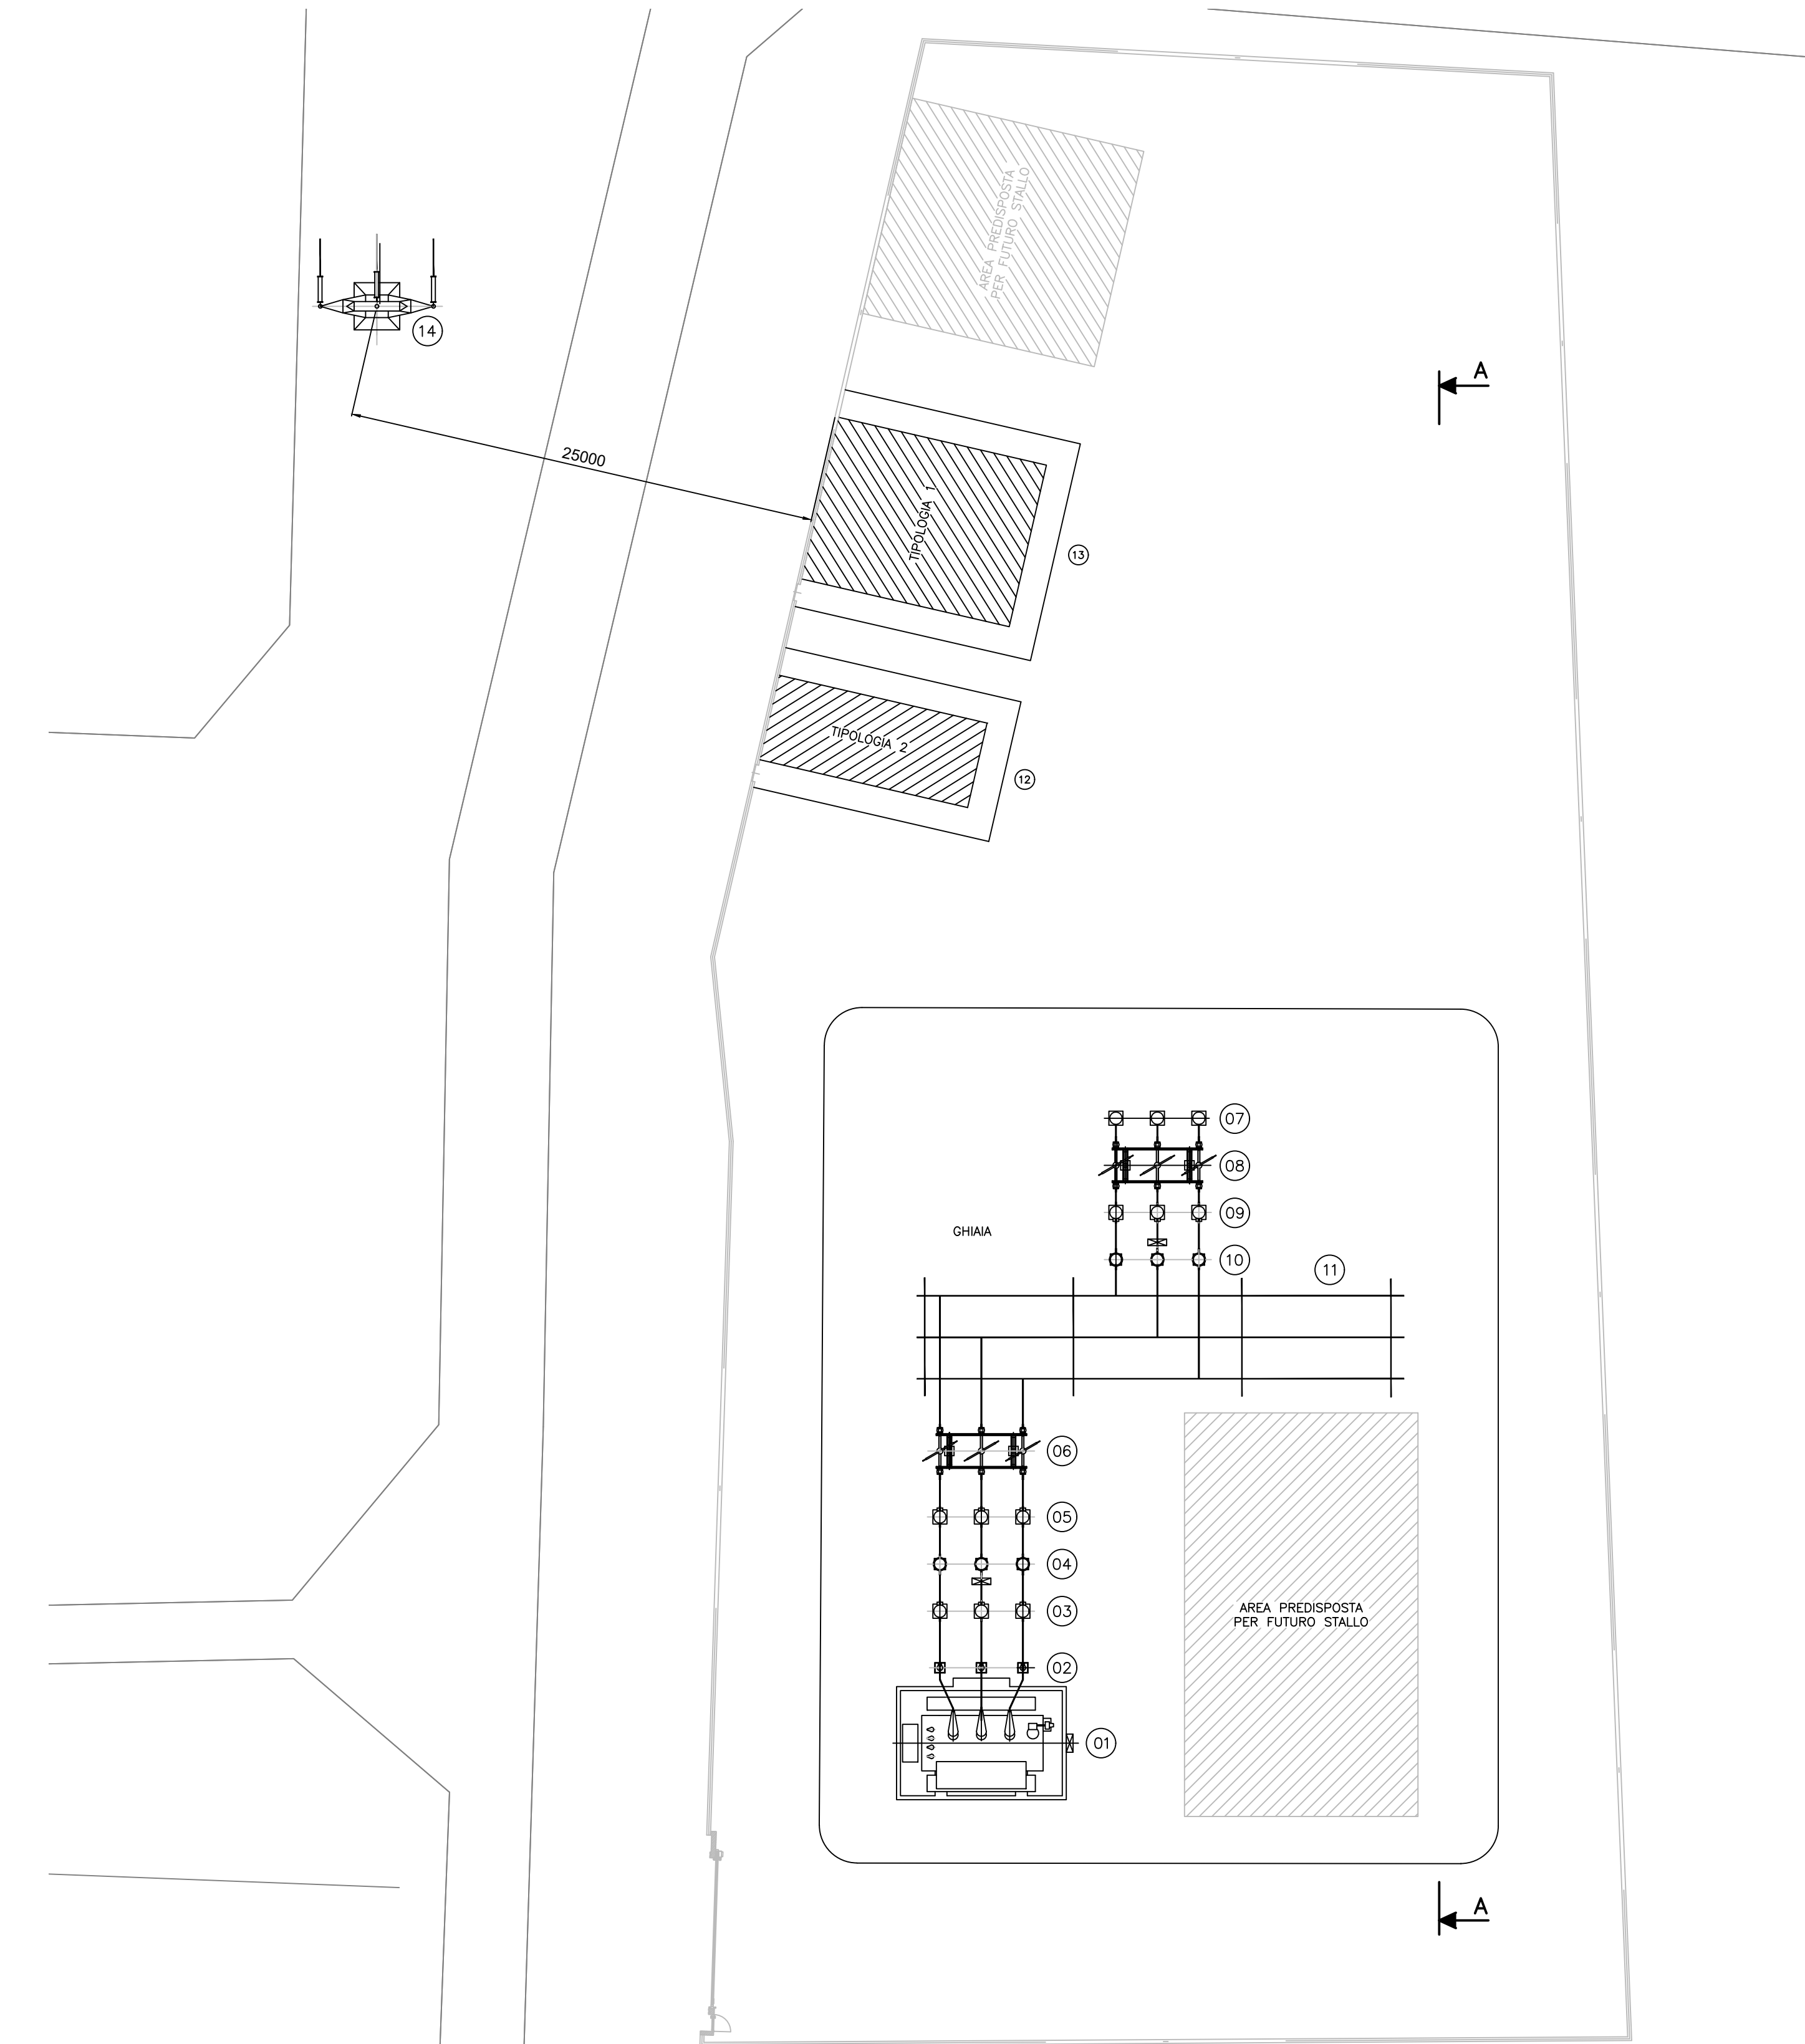 AREA PREDISPOSTA
PER FUTURO STALLO
14
A
25000
TIPOLOGIA 1
13
TIPOLOGIA 2
12
07
08
09
GHIAIA
10
11
06
05
04
AREA PREDISPOSTA
PER FUTURO STALLO
03
02
01
A